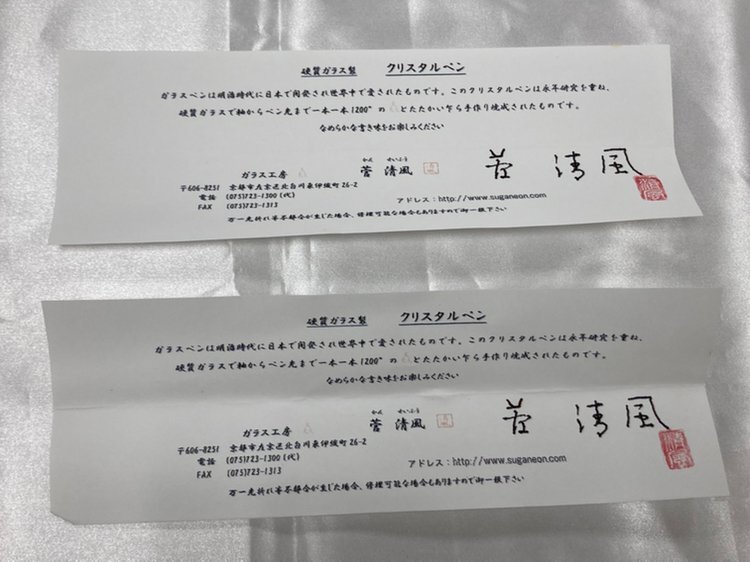 硬質ガラス製 クリスタルペン
ガラスペンは明治時代に日本で開発され世界中で愛されたものです。このクリスタルペンは永年研究を重ね、
硬質ガラスで軸からペン先まで一本一本1200°の とたたかい乍ら手作り焼成されたものです。
なめらかな書き味をお楽しみください
ガラス工房
かん せいふう
菅 清風
菅 清風
〒606-8251 京都市左京区北白川東伊織町26-2
電話 (075)723-1300(代)
FAX (075)723-1313
アドレス:http://www.suganeon.com
万一先折れ等不都合が生じた場合、修理可能な場合もありますので御一報下さい
硬質ガラス製 クリスタルペン
ガラスペンは明治時代に日本で開発され世界中で愛されたものです。このクリスタルペンは永年研究を重ね、
硬質ガラスで軸からペン先まで一本一本1200°の とたたかい乍ら手作り焼成されたものです。
なめらかな書き味をお楽しみください
ガラス工房
かん せいふう
菅 清風
菅 清風
〒606-8251 京都市左京区北白川東伊織町26-2
電話 (075)723-1300(代)
FAX (075)723-1313
アドレス:http://www.suganeon.com
万一先折れ等不都合が生じた場合、修理可能な場合もありますので御一報下さい